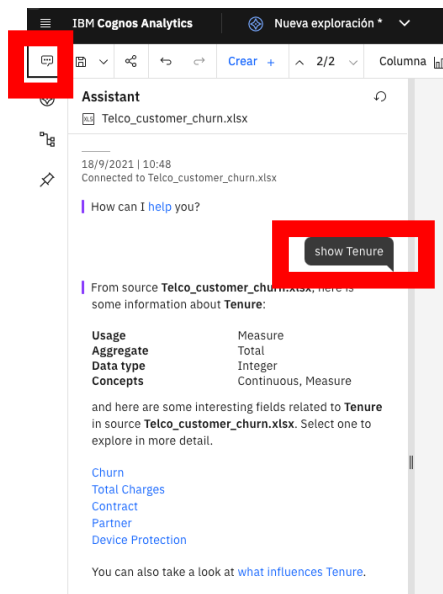 IBM Cognos Analytics
Nueva exploración *
Crear +
2/2
Columna
Assistant
XLS Telco_customer_churn.xlsx
18/9/2021 | 10:48
Connected to Telco_customer_churn.xlsx
How can I help you?
show Tenure
From source Telco_customer_churn.xlsx, here is
some information about Tenure:
Usage Measure
Aggregate Total
Data type Integer
Concepts Continuous, Measure
and here are some interesting fields related to Tenure
in source Telco_customer_churn.xlsx. Select one to
explore in more detail.
Churn
Total Charges
Contract
Partner
Device Protection
You can also take a look at what influences Tenure.